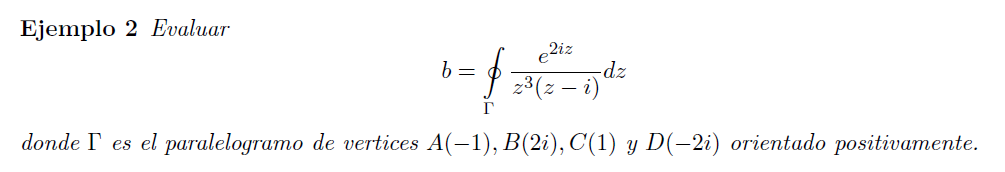 Ejemplo 2 Evaluar
b = ∮_Γ e^{2iz} / (z^3(z − i)) dz
donde Γ es el paralelogramo de vertices A(−1), B(2i), C(1) y D(−2i) orientado positivamente.